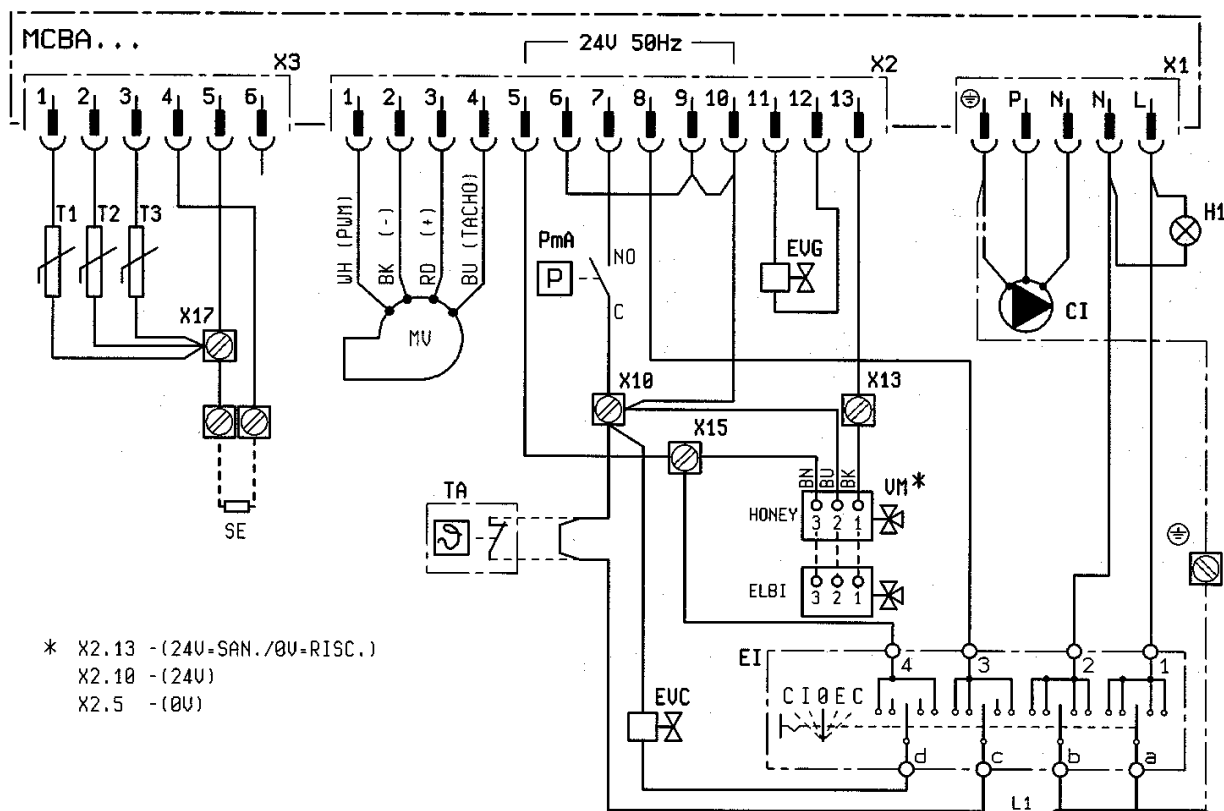 MCBA...
24V 50Hz
X3
X2
X1
1 2 3 4 5 6
1 2 3 4 5 6 7 8 9 10 11 12 13
P N N L
T1 T2 T3
WH (PWM)
BK (-)
RD (+)
BU (TACHO)
PmA
P
NO
C
EVG
H1
CI
MV
X17
X10
X13
X15
BN
BU
BK
VM*
HONEY
3 2 1
ELBI
3 2 1
TA
SE
* X2.13 -(24V=SAN./0V=RISC.)
X2.10 -(24V)
X2.5 -(0V)
EI
4 3 2 1
C I 0 E C
EVC
d c b a
L1